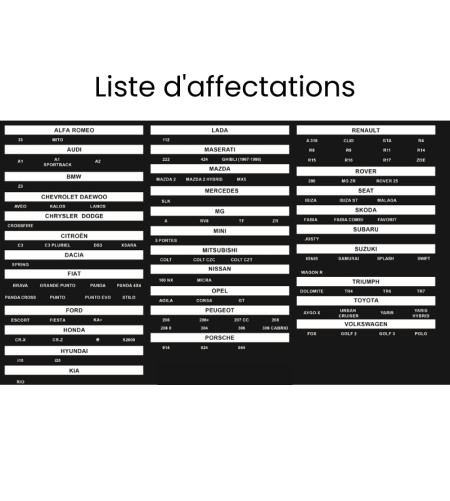 Liste d'affectations
ALFA ROMEO
33 MITO
AUDI
A1 A1 SPORTBACK A2
BMW
Z3
CHEVROLET DAEWOO
AVEO KALOS LANOS
CHRYSLER DODGE
CROSSFIRE
CITROËN
C3 C3 PLURIEL DS3 XSARA
DACIA
SPRING
FIAT
BRAVA GRANDE PUNTO PANDA PANDA 4X4
PANDA CROSS PUNTO PUNTO EVO STILO
FORD
ESCORT FIESTA KA+
HONDA
CR-X CR-Z S2000
HYUNDAI
I10 I20
KIA
RIO
LADA
112
MASERATI
222 424 GHIBLI (1997-1998)
MAZDA
MAZDA 2 MAZDA 2 HYBRID MX5
MERCEDES
SLK
MG
A RV8 TF ZR
MINI
5 PORTES
MITSUBISHI
COLT COLT CZC COLT CZT
NISSAN
100 NX MICRA
OPEL
AGILA CORSA GT
PEUGEOT
206 206+ 207 CC 208
304 306 306 CABRIO
PORSCHE
914 924 944
RENAULT
A 310 CLIO GTA R4
R8 R9 R11 R14
R15 R16 R17 ZOE
ROVER
200 MG ZR ROVER 25
SEAT
IBIZA IBIZA ST MALAGA
SKODA
FABIA FABIA COMBI FAVORIT
SUBARU
JUSTY
SUZUKI
IGNIS SAMURAI SPLASH SWIFT
WAGON R
TRIUMPH
DOLOMITE TR4 TR6 TR7
TOYOTA
AYGO X URBAN CRUISER YARIS YARIS HYBRID
VOLKSWAGEN
FOX GOLF 2 GOLF 3 POLO